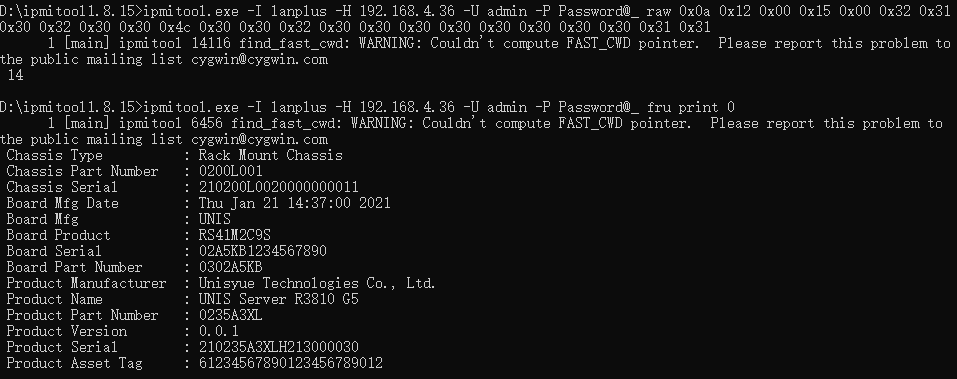 D:\ipmitool1.8.15>ipmitool.exe -I lanplus -H 192.168.4.36 -U admin -P Password@_ raw 0x0a 0x12 0x00 0x15 0x00 0x32 0x31
0x30 0x32 0x30 0x30 0x4c 0x30 0x30 0x32 0x30 0x30 0x30 0x30 0x30 0x30 0x30 0x30 0x31 0x31
1 [main] ipmitool 14116 find_fast_cwd: WARNING: Couldn't compute FAST_CWD pointer.  Please report this problem to
the public mailing list cygwin@cygwin.com
14
D:\ipmitool1.8.15>ipmitool.exe -I lanplus -H 192.168.4.36 -U admin -P Password@_ fru print 0
1 [main] ipmitool 6456 find_fast_cwd: WARNING: Couldn't compute FAST_CWD pointer.  Please report this problem to
the public mailing list cygwin@cygwin.com
Chassis Type : Rack Mount Chassis
Chassis Part Number : 0200L001
Chassis Serial : 210200L0020000000011
Board Mfg Date : Thu Jan 21 14:37:00 2021
Board Mfg : UNIS
Board Product : RS41M2C9S
Board Serial : 02A5KB1234567890
Board Part Number : 0302A5KB
Product Manufacturer : Unisyue Technologies Co., Ltd.
Product Name : UNIS Server R3810 G5
Product Part Number : 0235A3XL
Product Version : 0.0.1
Product Serial : 210235A3XLH213000030
Product Asset Tag : 61234567890123456789012